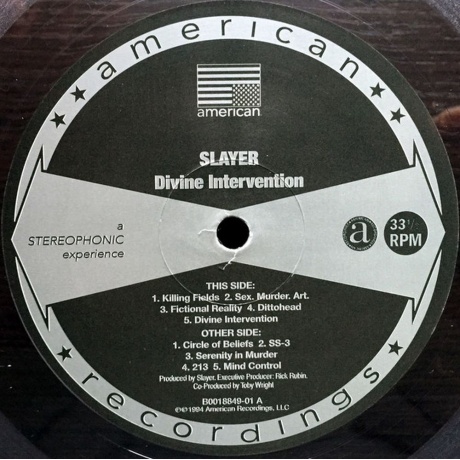 american
american
SLAYER
Divine Intervention
a
STEREOPHONIC
experience
a
33 1/3
RPM
THIS SIDE:
1. Killing Fields 2. Sex. Murder. Art.
3. Fictional Reality 4. Dittohead
5. Divine Intervention
OTHER SIDE:
1. Circle of Beliefs 2. SS-3
3. Serenity in Murder
4. 213 5. Mind Control
Produced by Slayer. Executive Producer: Rick Rubin.
Co-Produced by Toby Wright
B0018849-01 A
℗© 1994 American Recordings, LLC
recordings